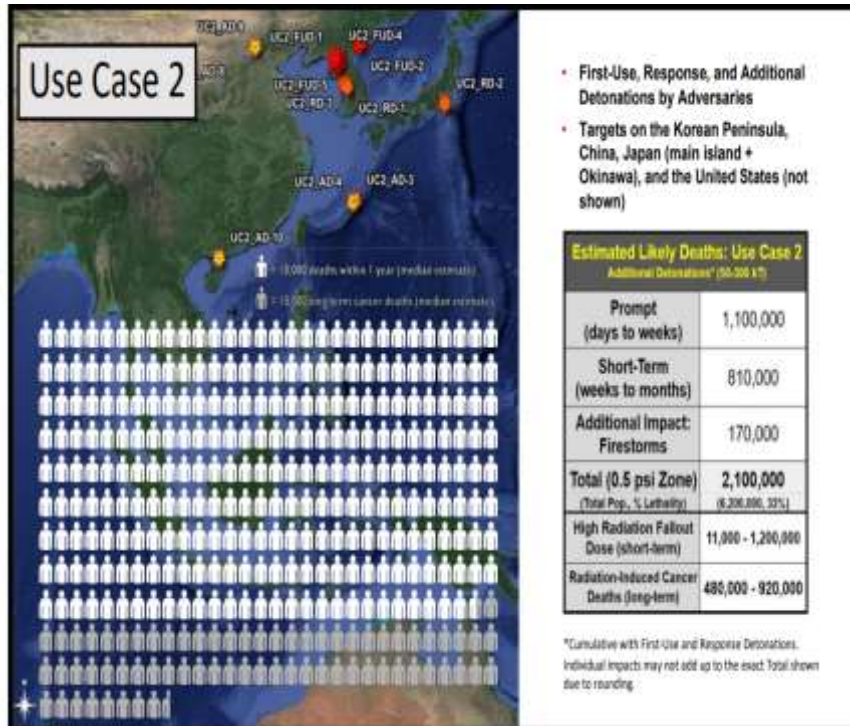 UC2_FUD-1
UC2_FUD-4
UC2_FUD-2
UC2_FUD-5
UC2_RD-2
UC2_RD-1
Use Case 2
UC2_AD-4
UC2_AD-3
UC2_AD-10
= 10,000 deaths within 1 year (median estimate)
long-term cancer deaths (median estimate)
• First-Use, Response, and Additional
Detonations by Adversaries
• Targets on the Korean Peninsula,
China, Japan (main island +
Okinawa), and the United States (not
shown)
Estimated Likely Deaths: Use Case 2
Additional Detonations* (50-300 kT)
Prompt
(days to weeks)
1,100,000
Short-Term
(weeks to months)
810,000
Additional Impact:
Firestorms
170,000
Total (0.5 psi Zone)
(Total Pop., % Lethality)
2,100,000
(6,200,000, 33%)
High Radiation Fallout
Dose (short-term)
11,000 - 1,200,000
Radiation-Induced Cancer
Deaths (long-term)
480,000 - 920,000
*Cumulative with First-Use and Response Detonations.
Individual impacts may not add up to the exact Total shown
due to rounding.